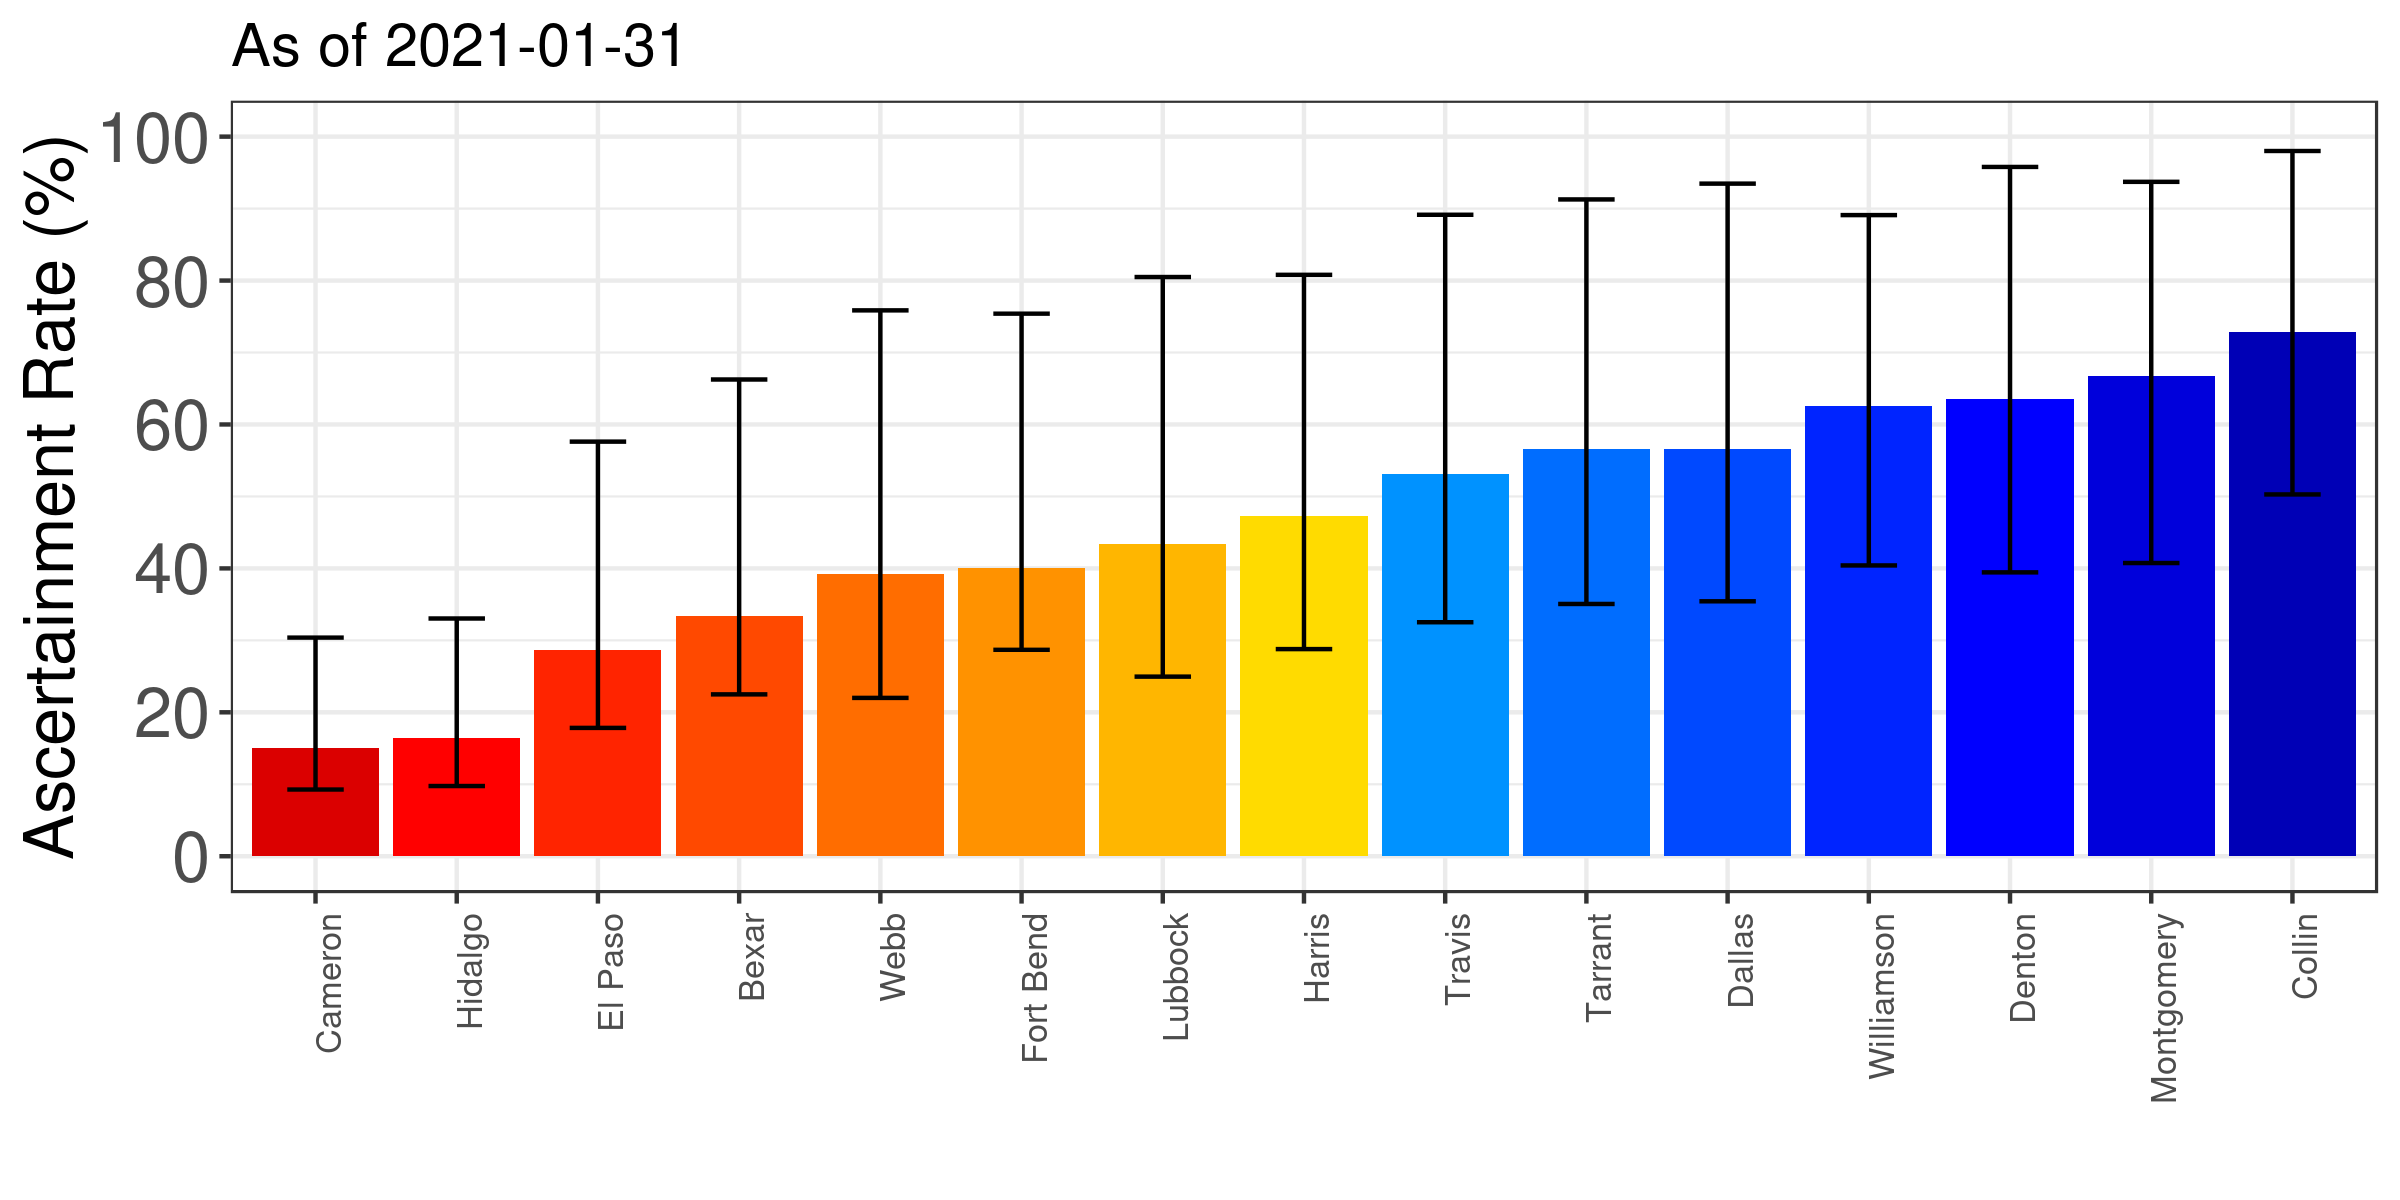 As of 2021-01-31
Ascertainment Rate (%)
100
80
60
40
20
0
Cameron
Hidalgo
El Paso
Bexar
Webb
Fort Bend
Lubbock
Harris
Travis
Tarrant
Dallas
Williamson
Denton
Montgomery
Collin